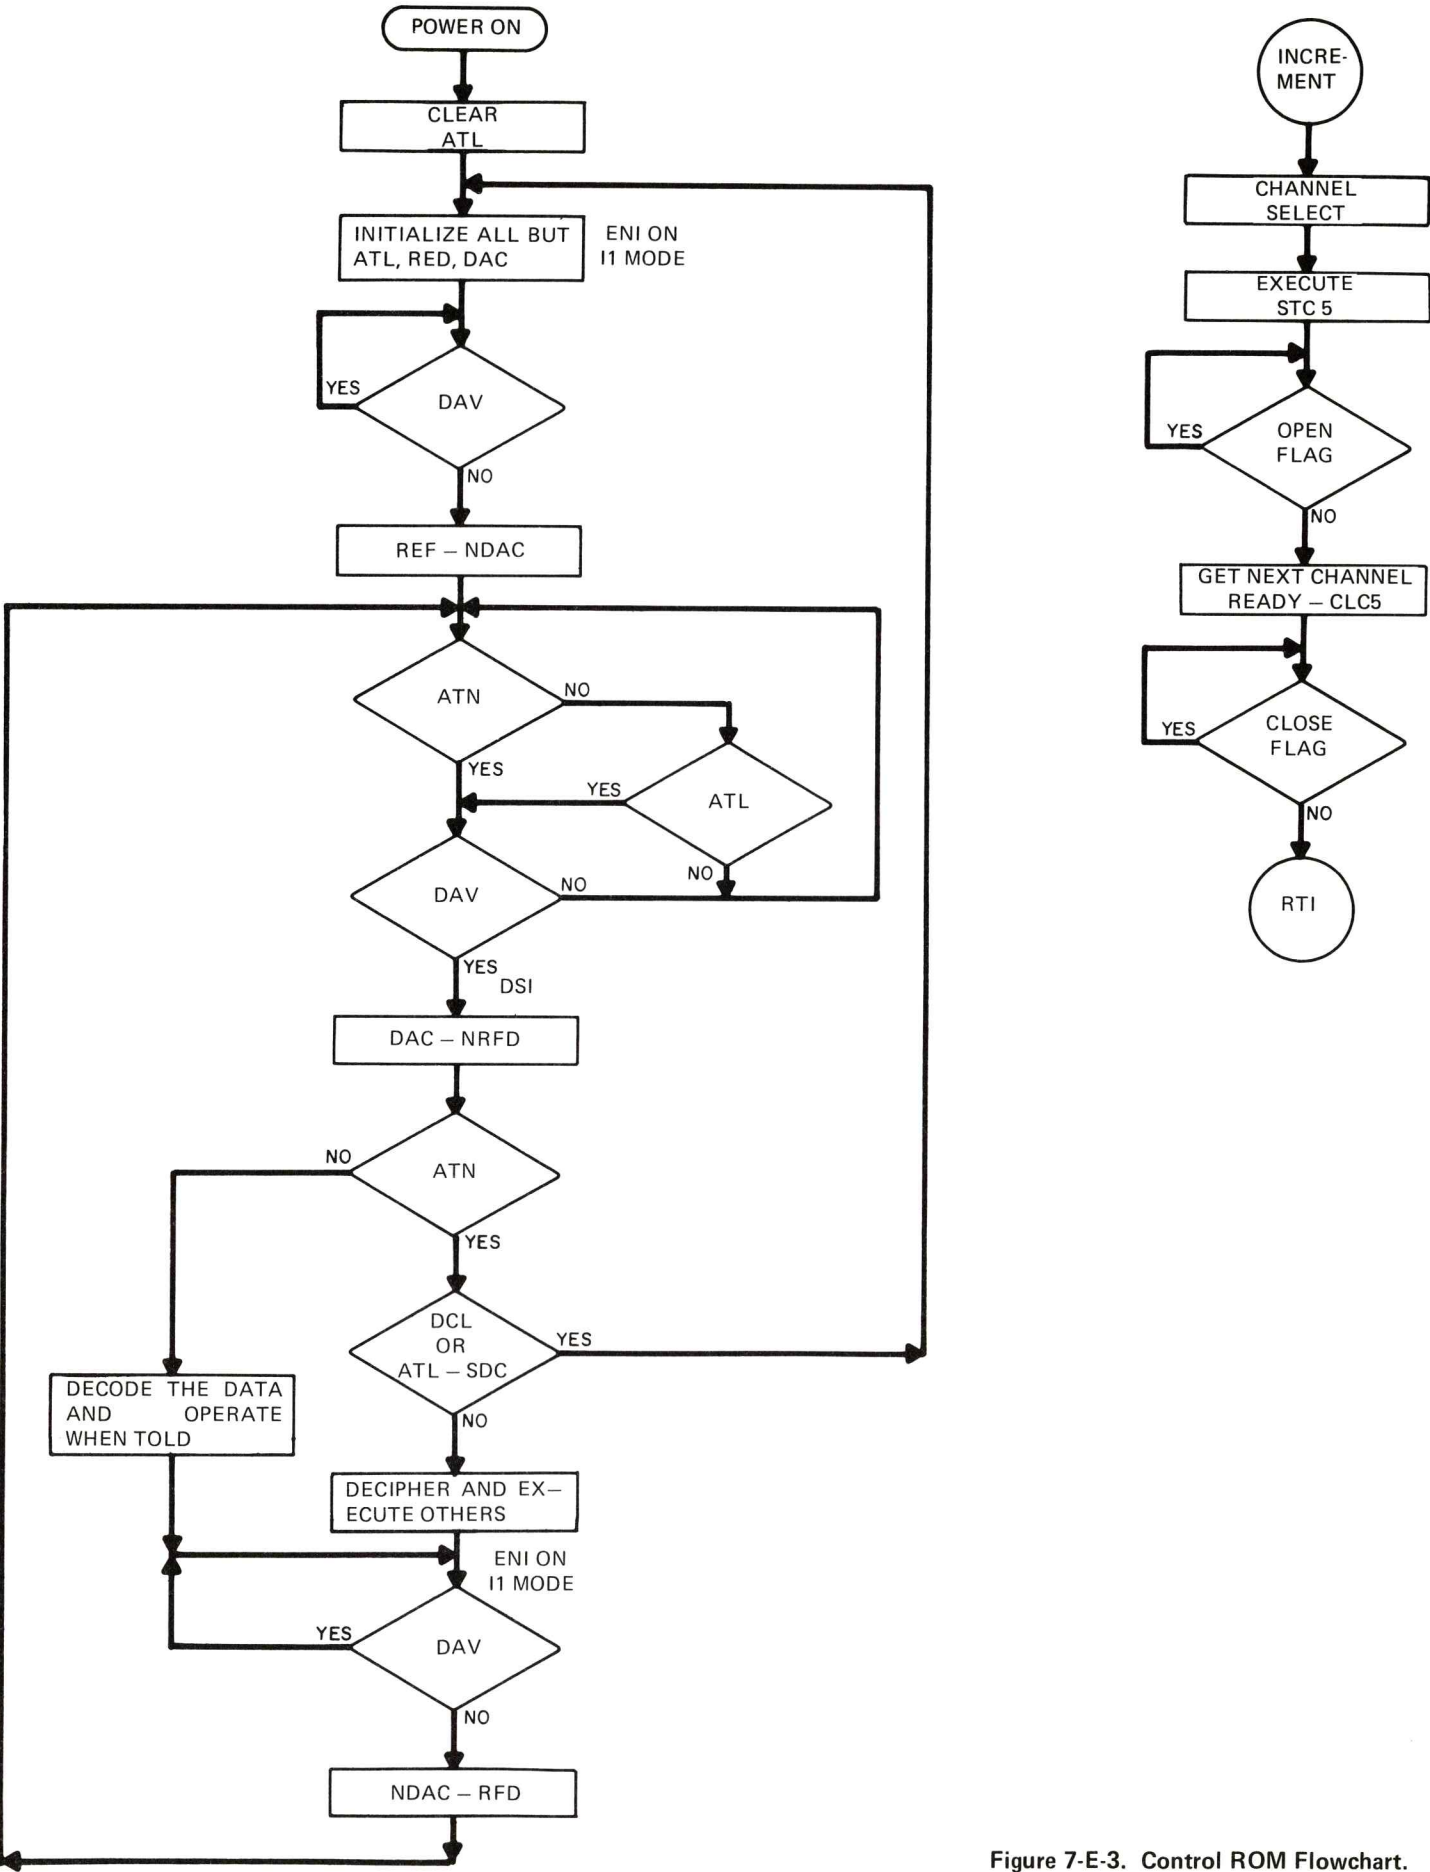 POWER ON
CLEAR
ATL
INITIALIZE ALL BUT
ATL, RED, DAC
ENI ON
I1 MODE
YES
DAV
NO
REF – NDAC
ATN
NO
YES
YES
ATL
NO
DAV
NO
YES
DSI
DAC – NRFD
NO
ATN
YES
DCL
OR
ATL – SDC
YES
NO
DECODE THE DATA
AND OPERATE
WHEN TOLD
DECIPHER AND EX–
ECUTE OTHERS
ENI ON
I1 MODE
YES
DAV
NO
NDAC – RFD
INCRE-
MENT
CHANNEL
SELECT
EXECUTE
STC 5
YES
OPEN
FLAG
NO
GET NEXT CHANNEL
READY – CLC5
YES
CLOSE
FLAG
NO
RTI
Figure 7-E-3. Control ROM Flowchart.